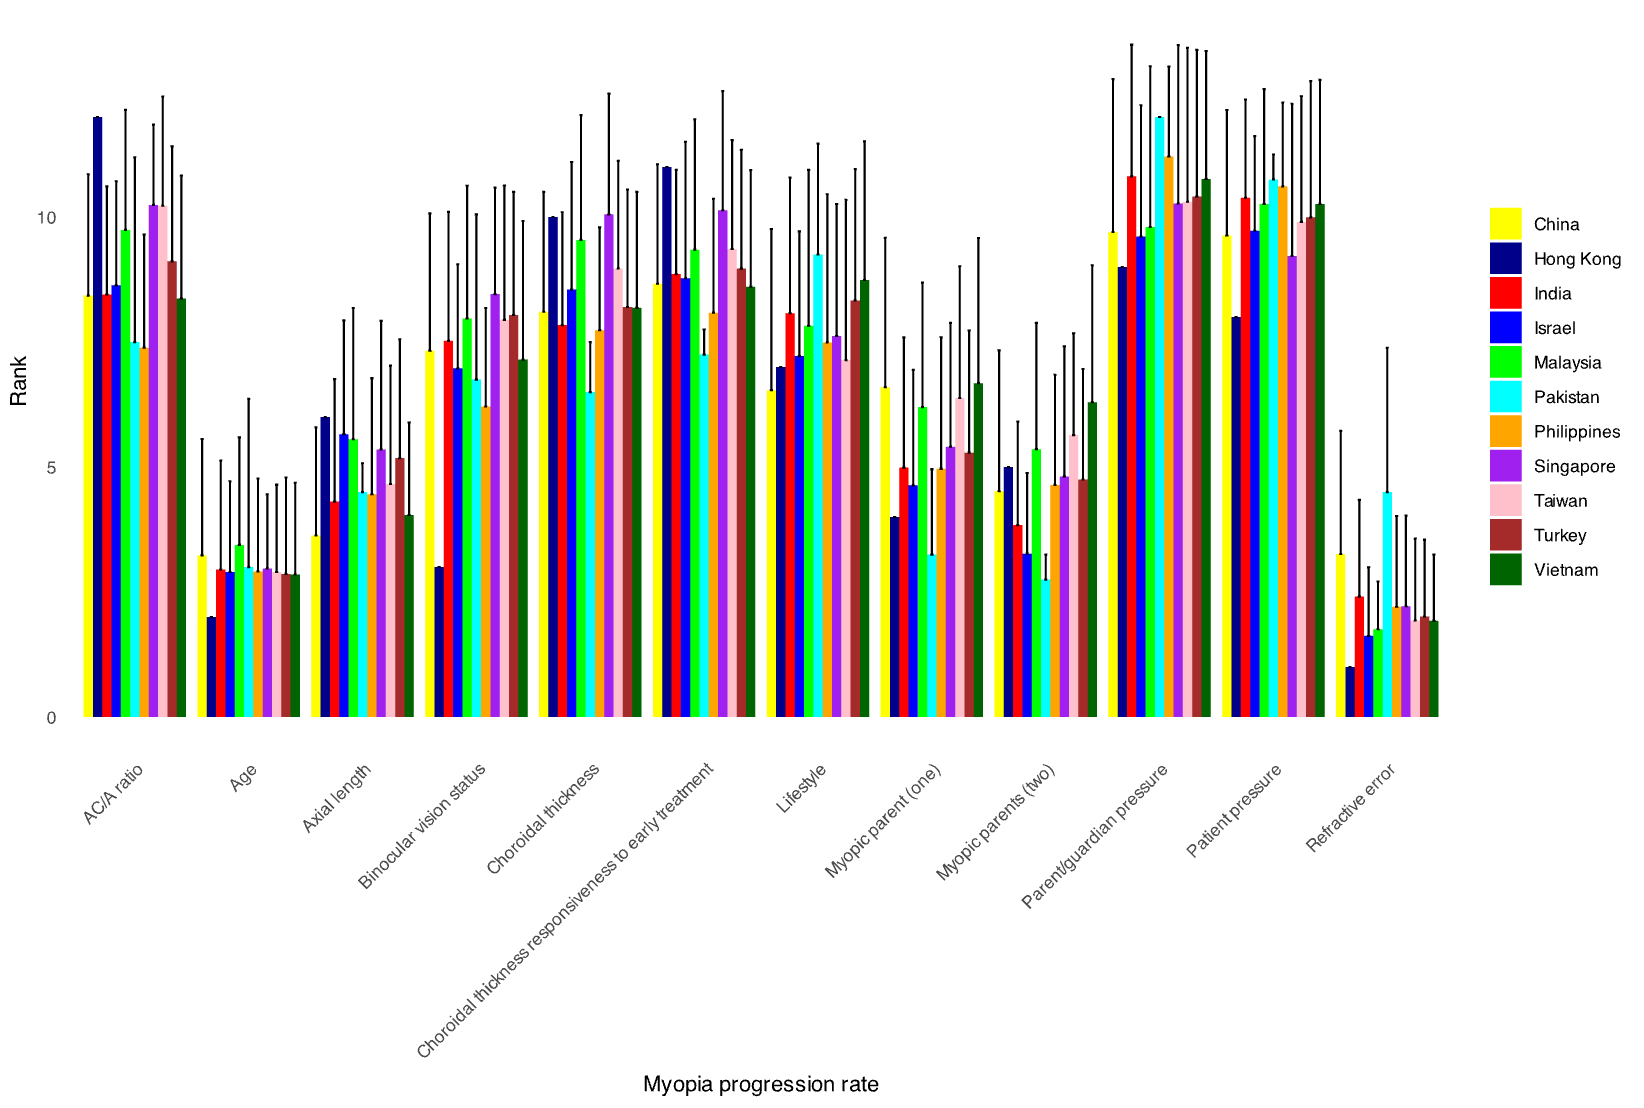 Rank
10
5
0
AC/A ratio
Age
Axial length
Binocular vision status
Choroidal thickness
Choroidal thickness responsiveness to early treatment
Lifestyle
Myopic parent (one)
Myopic parents (two)
Parent/guardian pressure
Patient pressure
Refractive error
Myopia progression rate
China
Hong Kong
India
Israel
Malaysia
Pakistan
Philippines
Singapore
Taiwan
Turkey
Vietnam